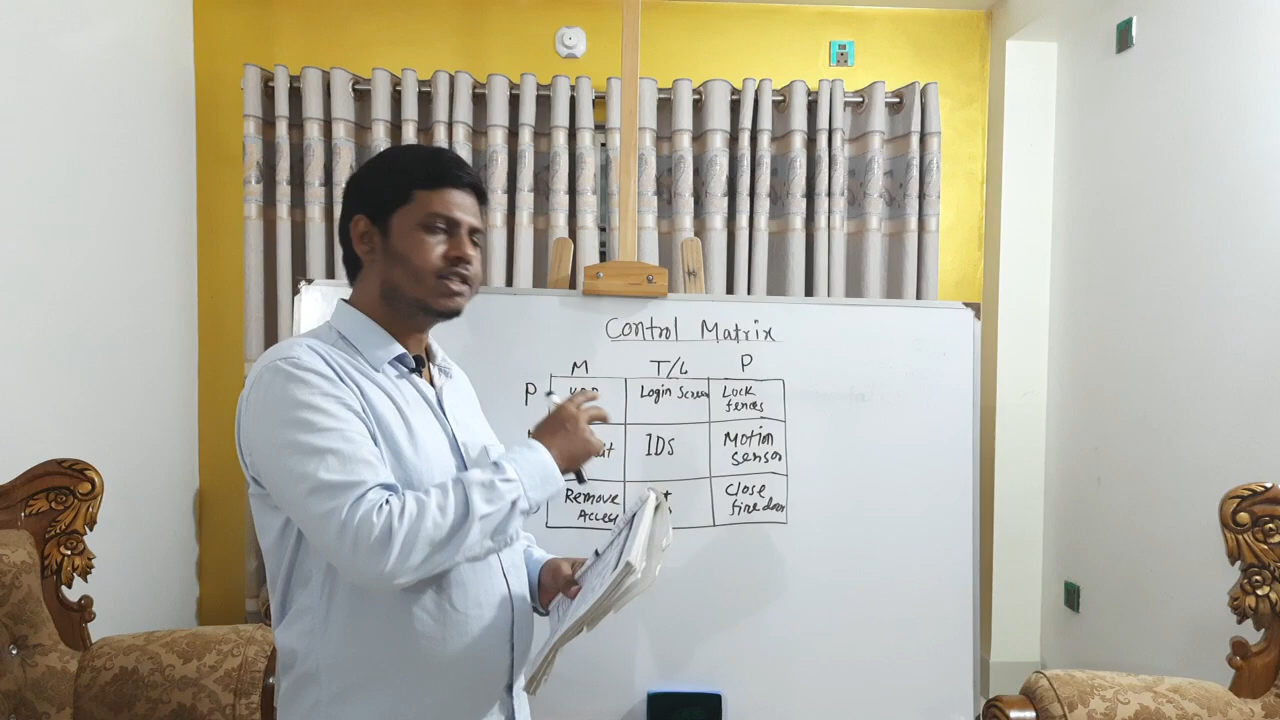 Control Matrix
M T/L P
P Login Screen Lock
fences
IDS Motion
Sensor
Remove Close
Access fire door